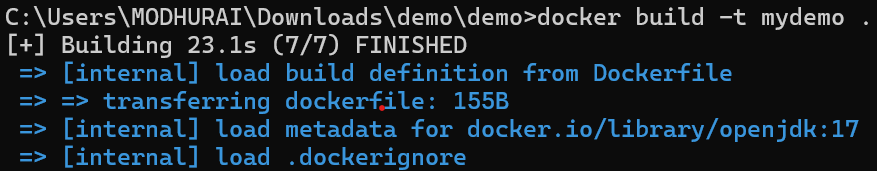 C:\Users\MODHURAI\Downloads\demo\demo>docker build -t mydemo .
[+] Building 23.1s (7/7) FINISHED
=> [internal] load build definition from Dockerfile
=> => transferring dockerfile: 155B
=> [internal] load metadata for docker.io/library/openjdk:17
=> [internal] load .dockerignore